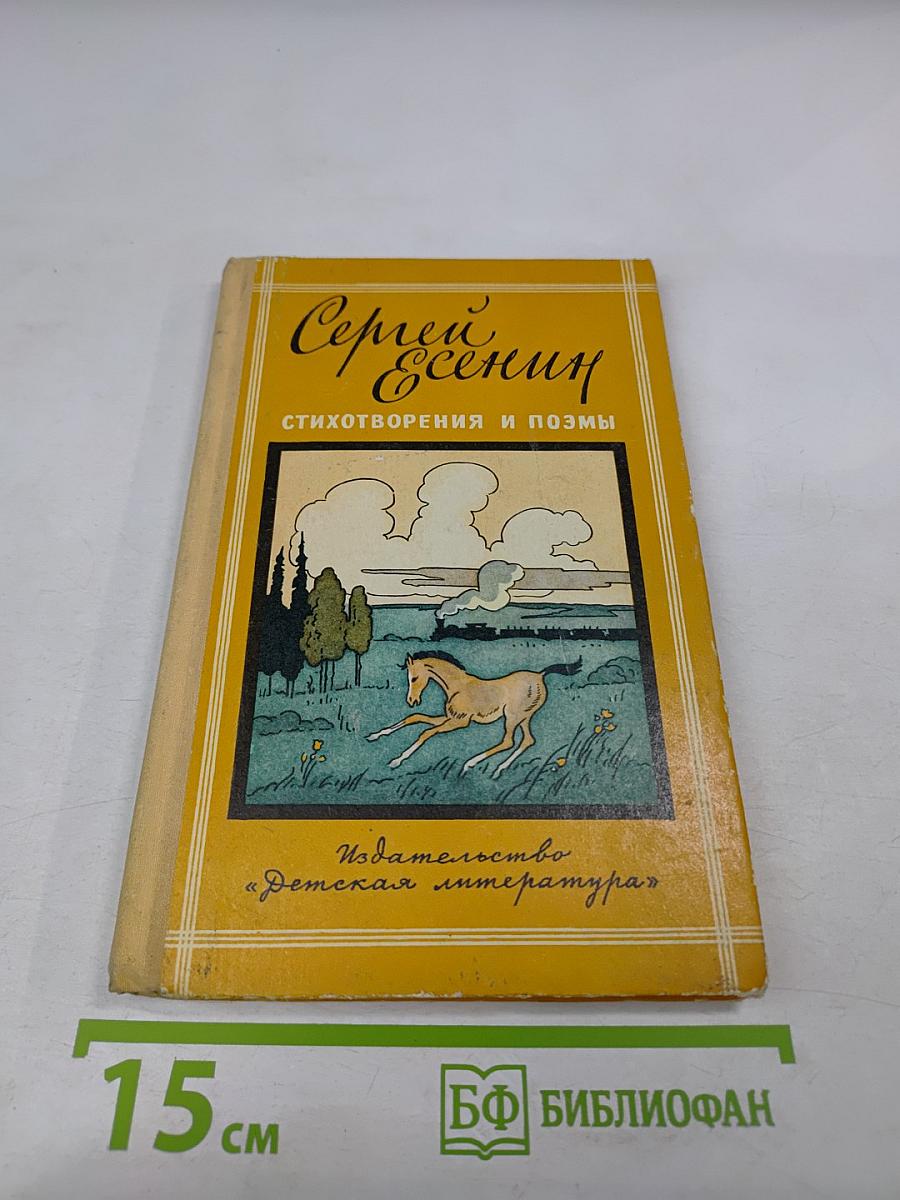 Сергей
Есенин
СТИХОТВОРЕНИЯ И ПОЭМЫ
Издательство
«Детская литература»
15 см
БФ БИБЛИОФАН